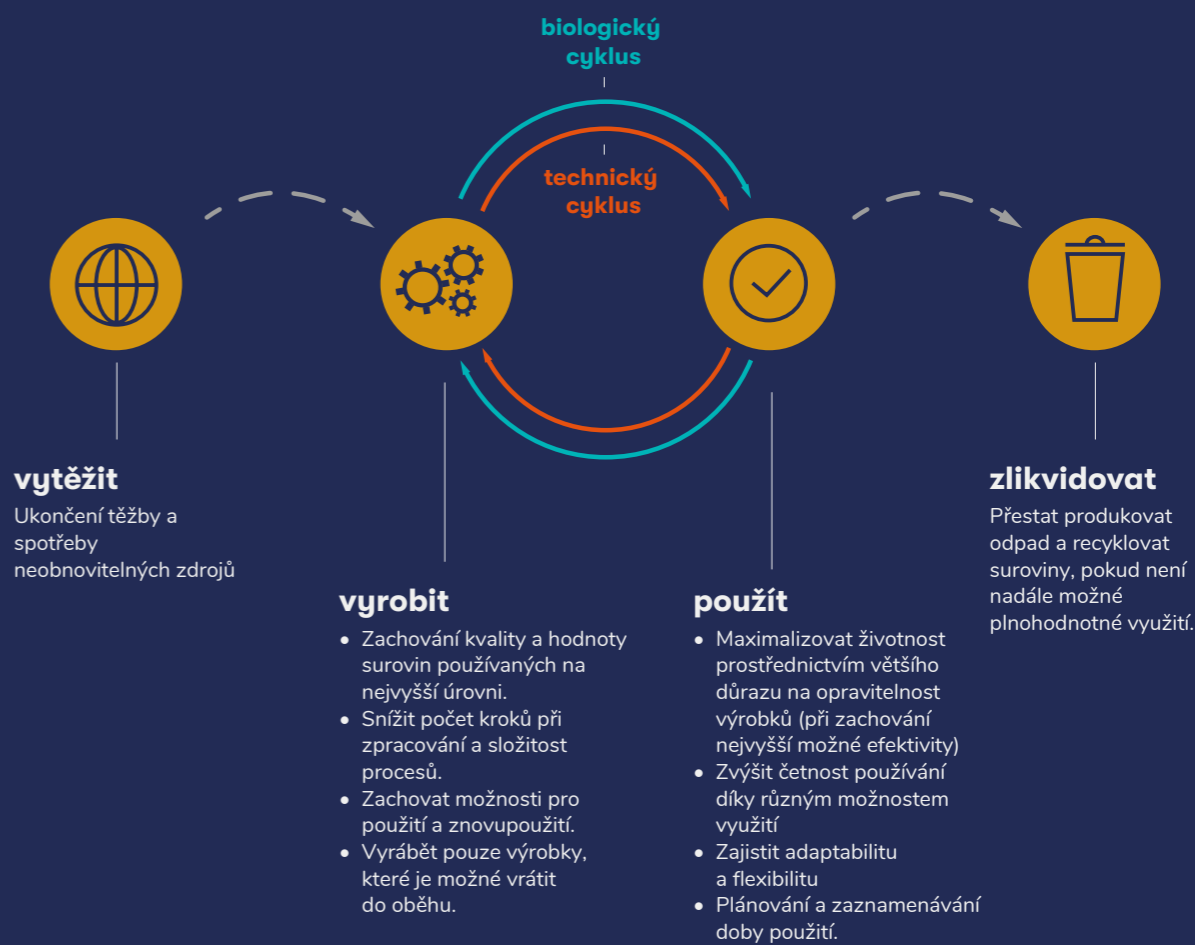 biologický
cyklus
technický
cyklus
vytěžit
Ukončení těžby a
spotřeby
neobnovitelných zdrojů
vyrobit
• Zachování kvality a hodnoty
surovin používaných na
nejvyšší úrovni.
• Snížit počet kroků při
zpracování a složitost
procesů.
• Zachovat možnosti pro
použití a znovupoužití.
• Vyrábět pouze výrobky,
které je možné vrátit
do oběhu.
použít
• Maximalizovat životnost
prostřednictvím většího
důrazu na opravitelnost
výrobků (při zachování
nejvyšší možné efektivity)
• Zvýšit četnost používání
díky různým možnostem
využití
• Zajistit adaptabilitu
a flexibilitu
• Plánování a zaznamenávání
doby použití.
zlikvidovat
Přestat produkovat
odpad a recyklovat
suroviny, pokud není
nadále možné
plnohodnotné využití.